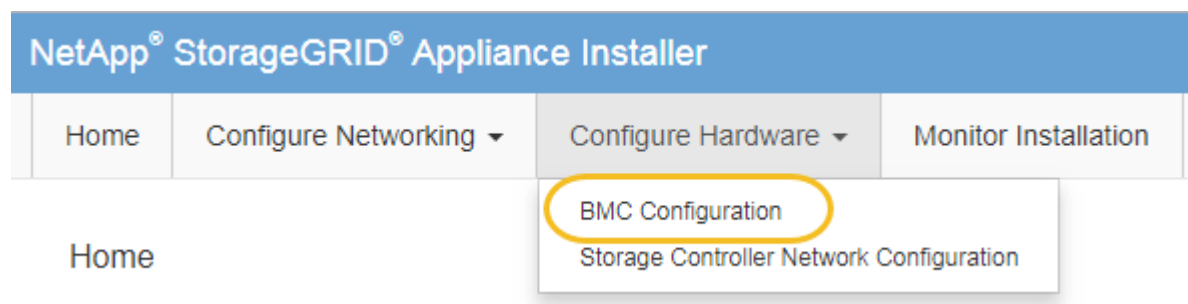 NetApp® StorageGRID® Appliance Installer
Home Configure Networking Configure Hardware Monitor Installation
BMC Configuration
Home
Storage Controller Network Configuration